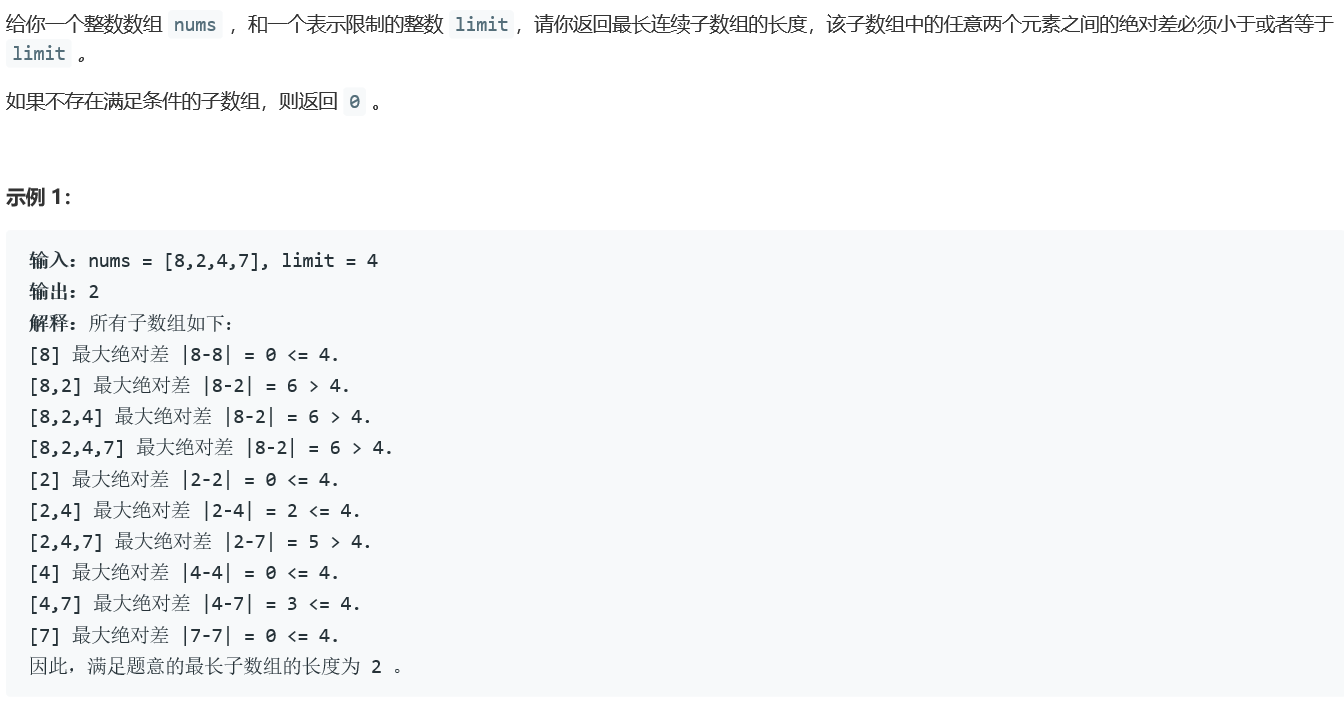 给你一个整数数组 nums ，和一个表示限制的整数 limit，请你返回最长连续子数组的长度，该子数组中的任意两个元素之间的绝对差必须小于或者等于
limit 。
如果不存在满足条件的子数组，则返回 0 。
示例 1：
输入：nums = [8,2,4,7], limit = 4
输出：2
解释：所有子数组如下：
[8] 最大绝对差 |8-8| = 0 <= 4.
[8,2] 最大绝对差 |8-2| = 6 > 4.
[8,2,4] 最大绝对差 |8-2| = 6 > 4.
[8,2,4,7] 最大绝对差 |8-2| = 6 > 4.
[2] 最大绝对差 |2-2| = 0 <= 4.
[2,4] 最大绝对差 |2-4| = 2 <= 4.
[2,4,7] 最大绝对差 |2-7| = 5 > 4.
[4] 最大绝对差 |4-4| = 0 <= 4.
[4,7] 最大绝对差 |4-7| = 3 <= 4.
[7] 最大绝对差 |7-7| = 0 <= 4.
因此，满足题意的最长子数组的长度为 2 。